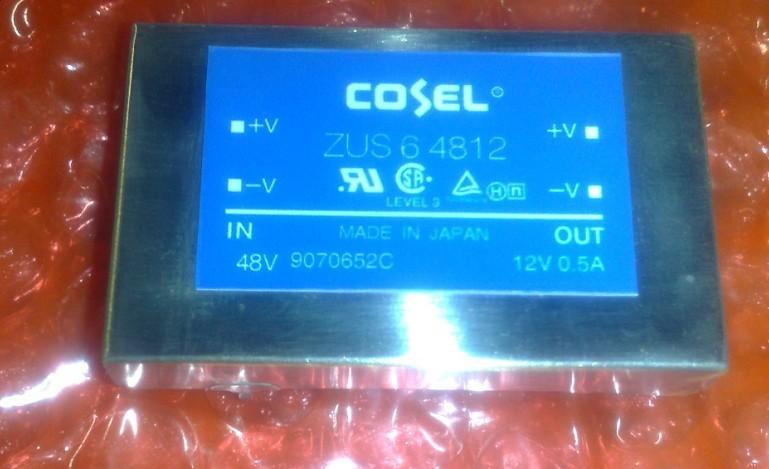 COSEL®
+V +V
ZUS 6 4812
-V -V
LEVEL 3
IN MADE IN JAPAN OUT
48V 9070652C 12V 0.5A